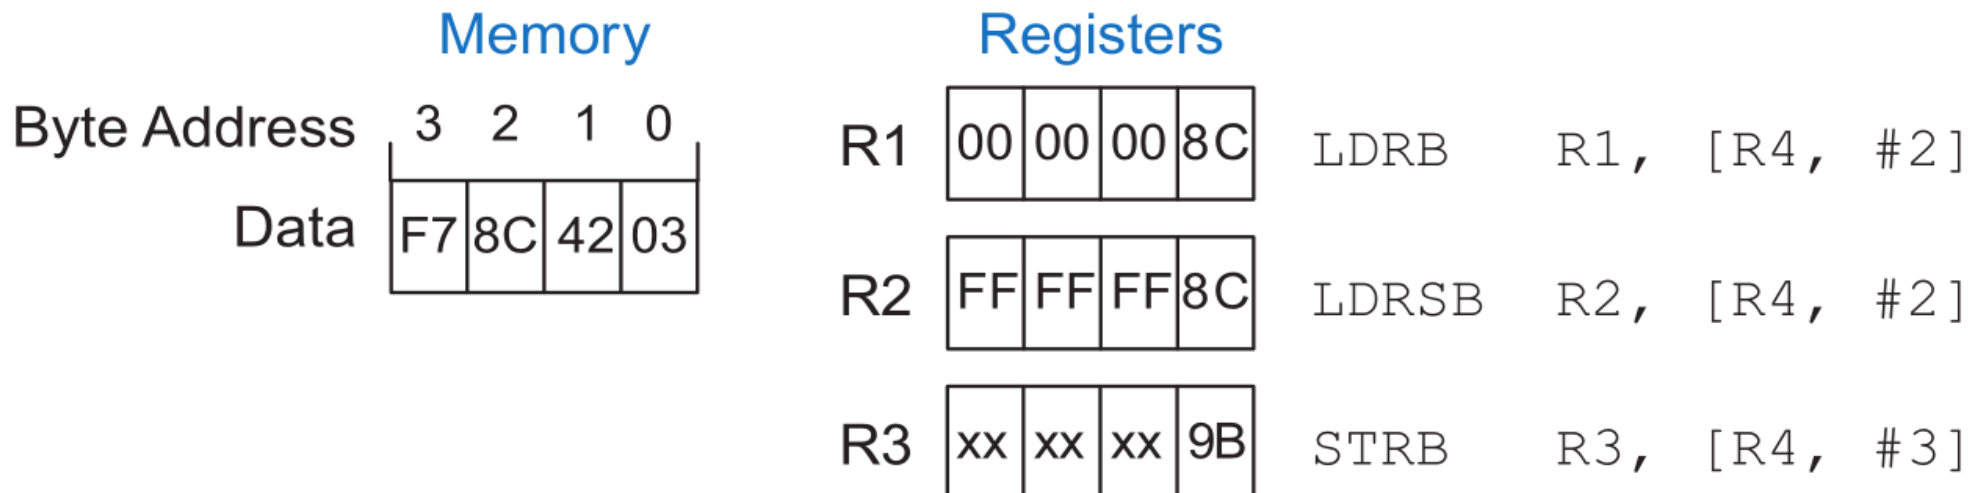 Memory Registers
Byte Address 3 2 1 0
Data F7 8C 42 03
R1 00 00 00 8C LDRB R1, [R4, #2]
R2 FF FF FF 8C LDRSB R2, [R4, #2]
R3 xx xx xx 9B STRB R3, [R4, #3]